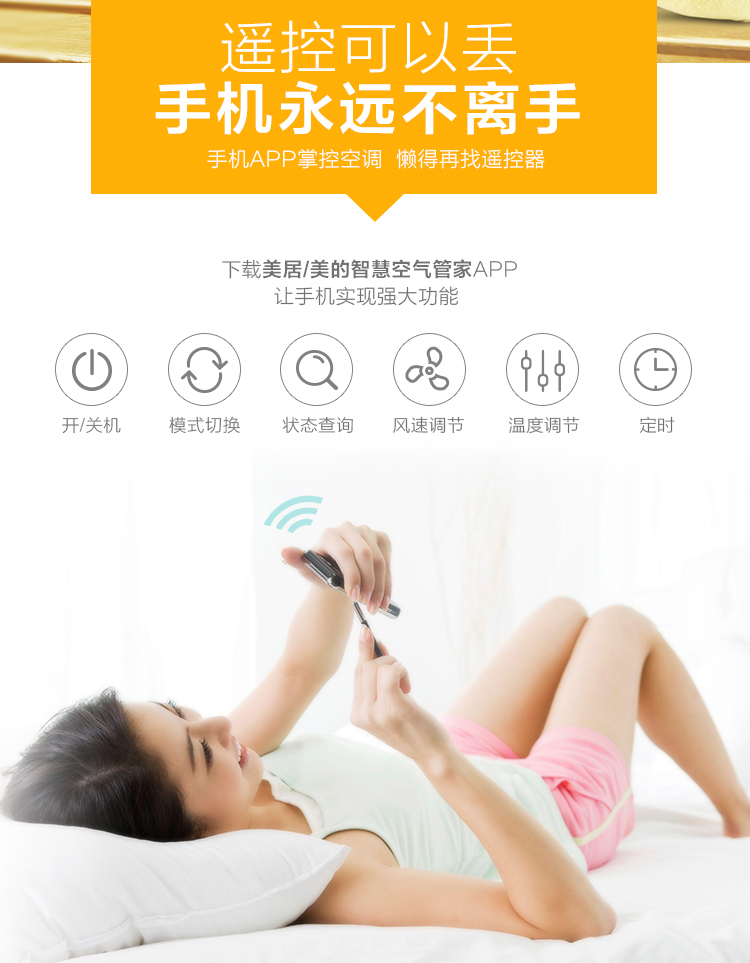 遥控可以丢
手机永远不离手
手机APP掌控空调 懒得再找遥控器
下载美居/美的智慧空气管家APP
让手机实现强大功能
开/关机 模式切换 状态查询 风速调节 温度调节 定时